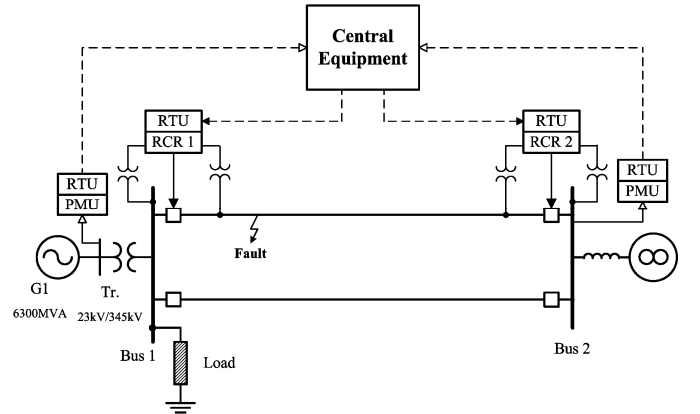 Central
Equipment
RTU
RCR 1
RTU
RCR 2
RTU
PMU
RTU
PMU
Fault
G1
Tr.
6300MVA
23kV/345kV
Bus 1
Load
Bus 2